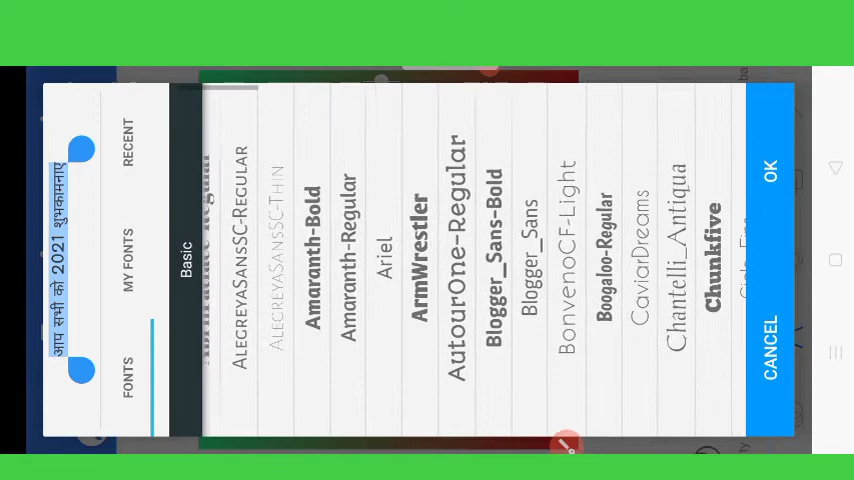 आप सभी को 2021 शुभकामनाए
FONTS MY FONTS RECENT
Basic
AlegreyaSansSC-Regular
AlegreyaSansSC-Thin
Amaranth-Bold
Amaranth-Regular
Ariel
ArmWrestler
AutourOne-Regular
Blogger_Sans-Bold
Blogger_Sans
BonvenoCF-Light
Boogaloo-Regular
CaviarDreams
Chantelli_Antiqua
Chunkfive
CANCEL OK